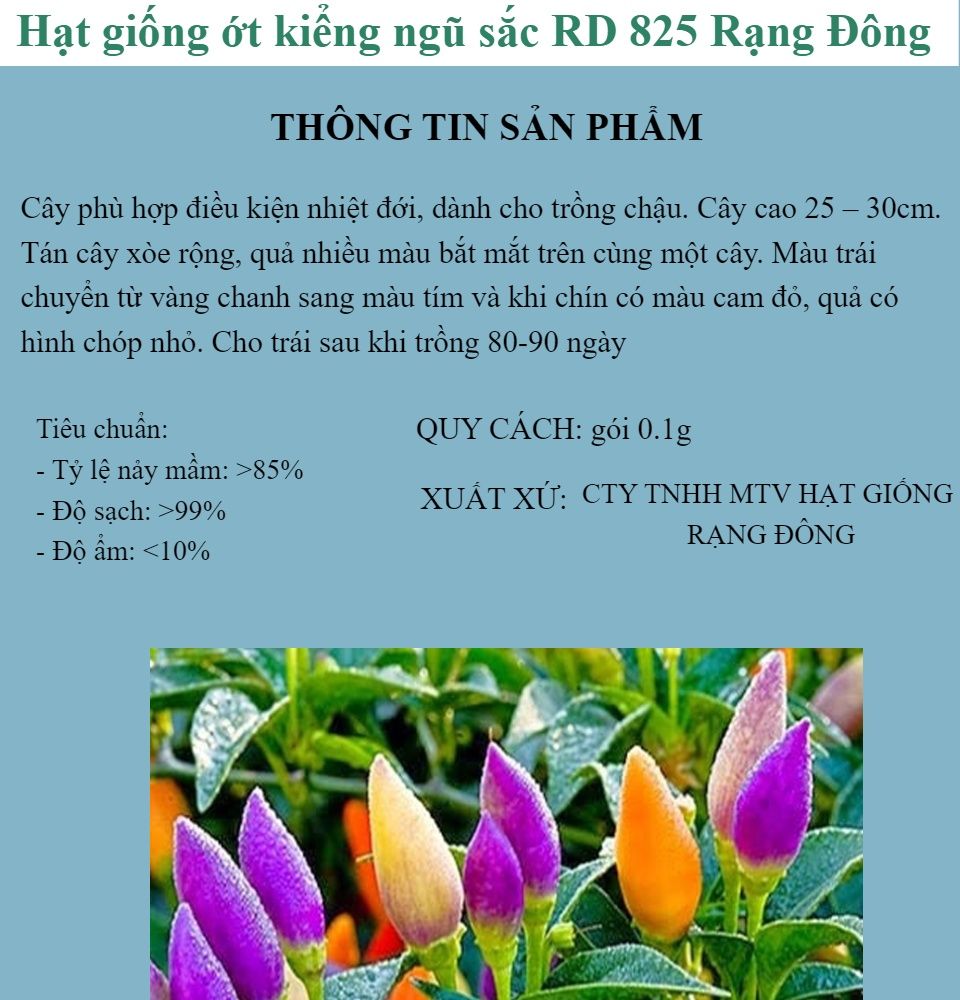 Hạt giống ớt kiểng ngũ sắc RD 825 Rạng Đông
THÔNG TIN SẢN PHẨM
Cây phù hợp điều kiện nhiệt đới, dành cho trồng chậu. Cây cao 25 – 30cm.
Tán cây xòe rộng, quả nhiều màu bắt mắt trên cùng một cây. Màu trái
chuyển từ vàng chanh sang màu tím và khi chín có màu cam đỏ, quả có
hình chóp nhỏ. Cho trái sau khi trồng 80-90 ngày
Tiêu chuẩn:
- Tỷ lệ nảy mầm: >85%
- Độ sạch: >99%
- Độ ẩm: <10%
QUY CÁCH: gói 0.1g
XUẤT XỨ: CTY TNHH MTV HẠT GIỐNG
RẠNG ĐÔNG